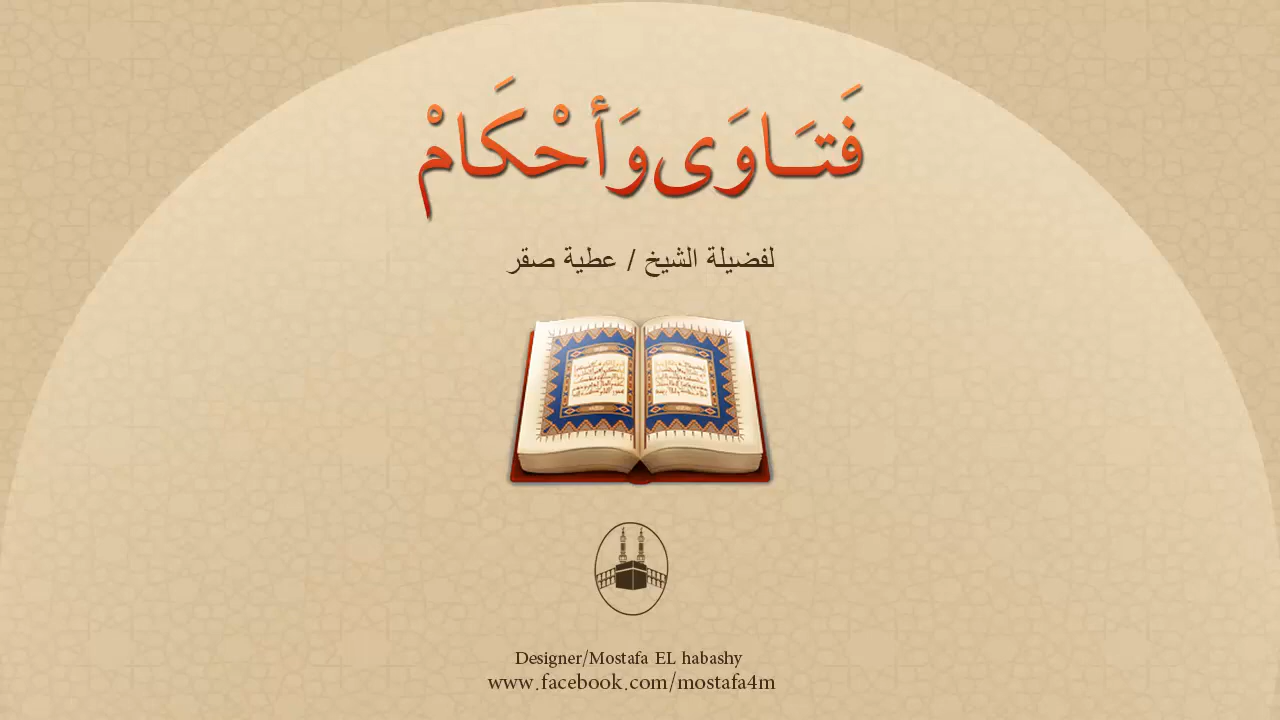 فَتَاوَى وَأَحْكَامْ
لفضيلة الشيخ / عطية صقر
Designer/Mostafa EL habashy
www.facebook.com/mostafa4m